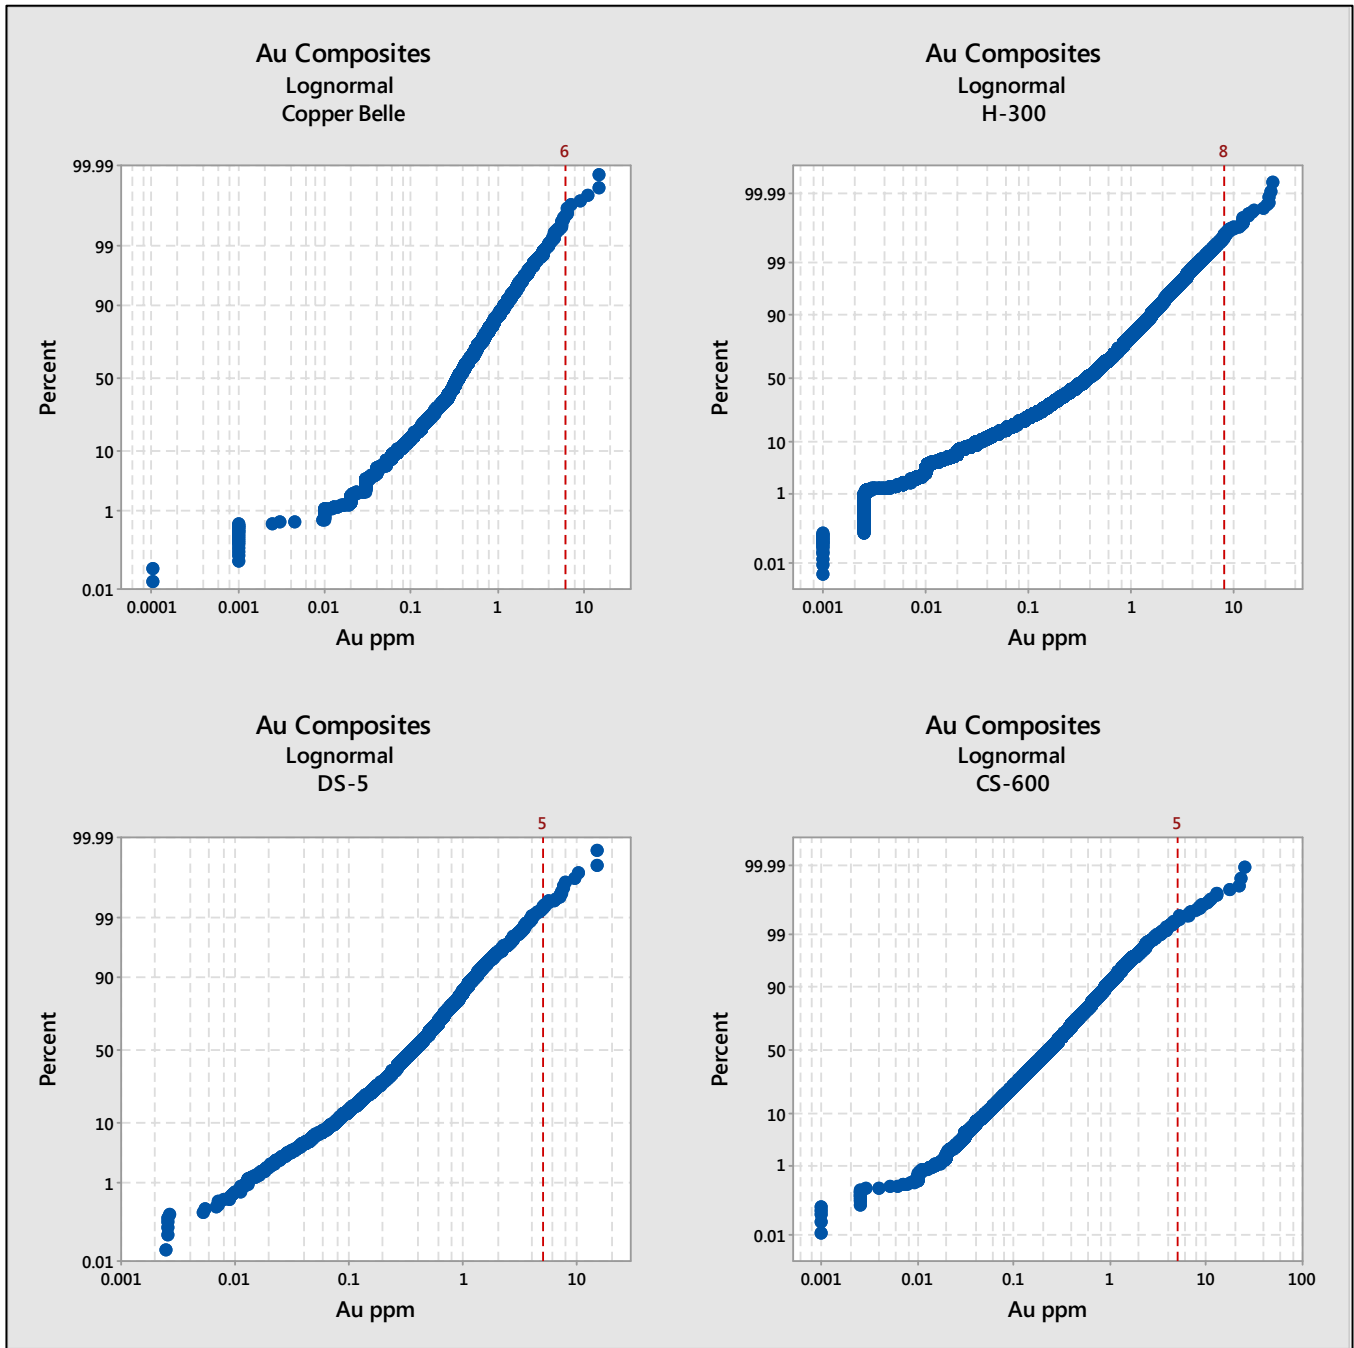 Au Composites
Lognormal
Copper Belle
6
99.99
99
90
50
10
1
0.01
Percent
0.0001
0.001
0.01
0.1
1
10
Au ppm
Au Composites
Lognormal
H-300
8
99.99
99
90
50
10
1
0.01
Percent
0.001
0.01
0.1
1
10
Au ppm
Au Composites
Lognormal
DS-5
5
99.99
99
90
50
10
1
0.01
Percent
0.001
0.01
0.1
1
10
Au ppm
Au Composites
Lognormal
CS-600
5
99.99
99
90
50
10
1
0.01
Percent
0.001
0.01
0.1
1
10
100
Au ppm